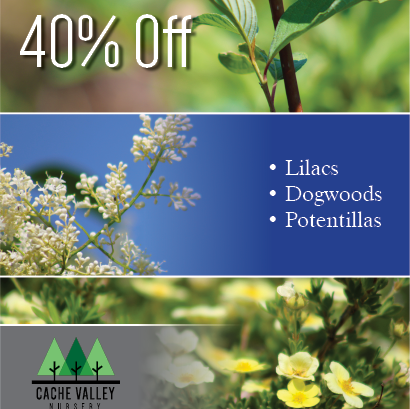 40% Off
• Lilacs
• Dogwoods
• Potentillas
CACHE VALLEY
NURSERY